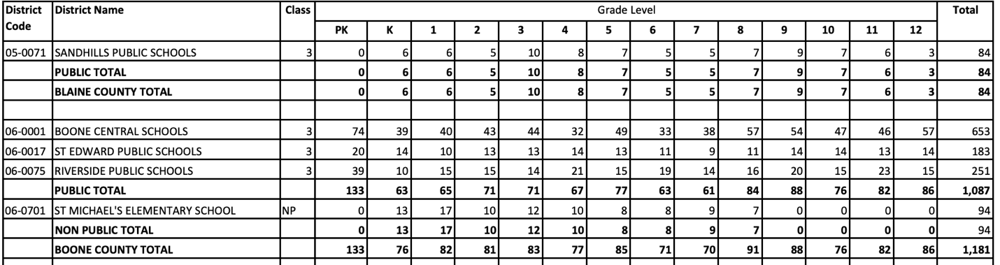 District District Name Class Grade Level Total
Code PK K 1 2 3 4 5 6 7 8 9 10 11 12
05-0071 SANDHILLS PUBLIC SCHOOLS 3 0 6 6 5 10 8 7 5 5 7 9 7 6 3 84
PUBLIC TOTAL 0 6 6 5 10 8 7 5 5 7 9 7 6 3 84
BLAINE COUNTY TOTAL 0 6 6 5 10 8 7 5 5 7 9 7 6 3 84
06-0001 BOONE CENTRAL SCHOOLS 3 74 39 40 43 44 32 49 33 38 57 54 47 46 57 653
06-0017 ST EDWARD PUBLIC SCHOOLS 3 20 14 10 13 13 14 13 11 9 11 14 14 13 14 183
06-0075 RIVERSIDE PUBLIC SCHOOLS 3 39 10 15 15 14 21 15 19 14 16 20 15 23 15 251
PUBLIC TOTAL 133 63 65 71 71 67 77 63 61 84 88 76 82 86 1,087
06-0701 ST MICHAEL'S ELEMENTARY SCHOOL NP 0 13 17 10 12 10 8 8 9 7 0 0 0 0 94
NON PUBLIC TOTAL 0 13 17 10 12 10 8 8 9 7 0 0 0 0 94
BOONE COUNTY TOTAL 133 76 82 81 83 77 85 71 70 91 88 76 82 86 1,181